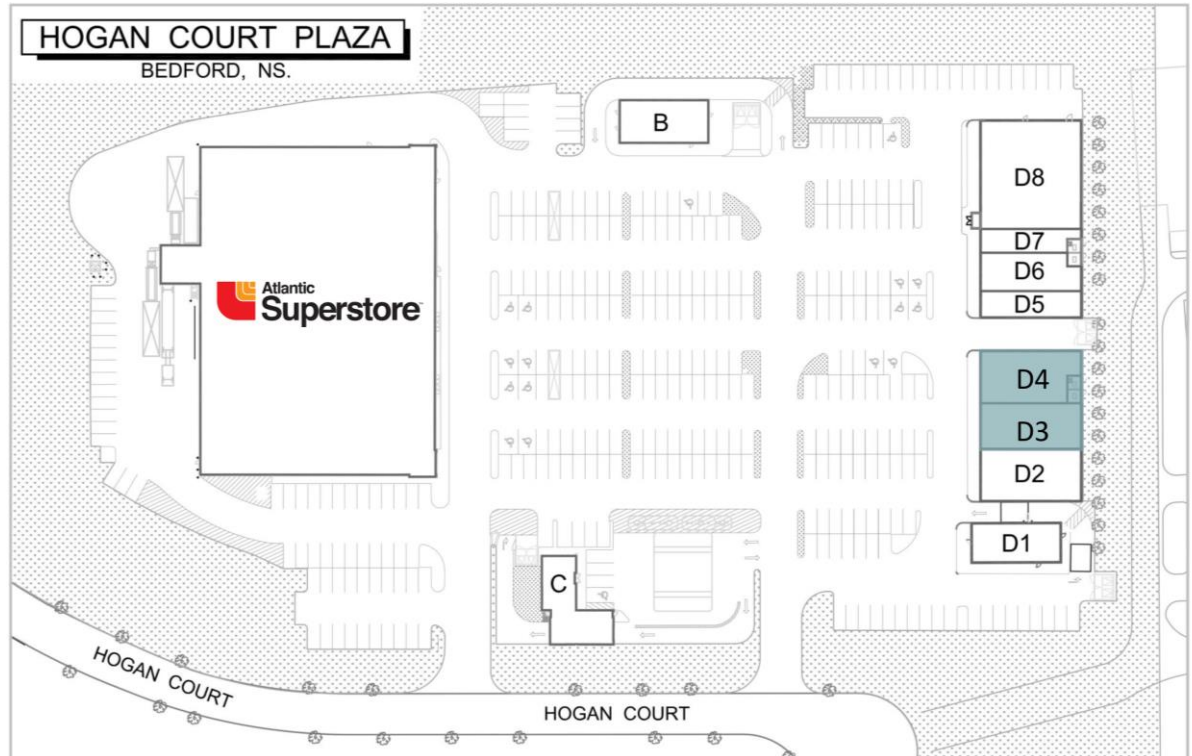 HOGAN COURT PLAZA
BEDFORD, NS.
B
D8
D7
D6
D5
Atlantic
Superstore
D4
D3
D2
D1
C
HOGAN COURT
HOGAN COURT